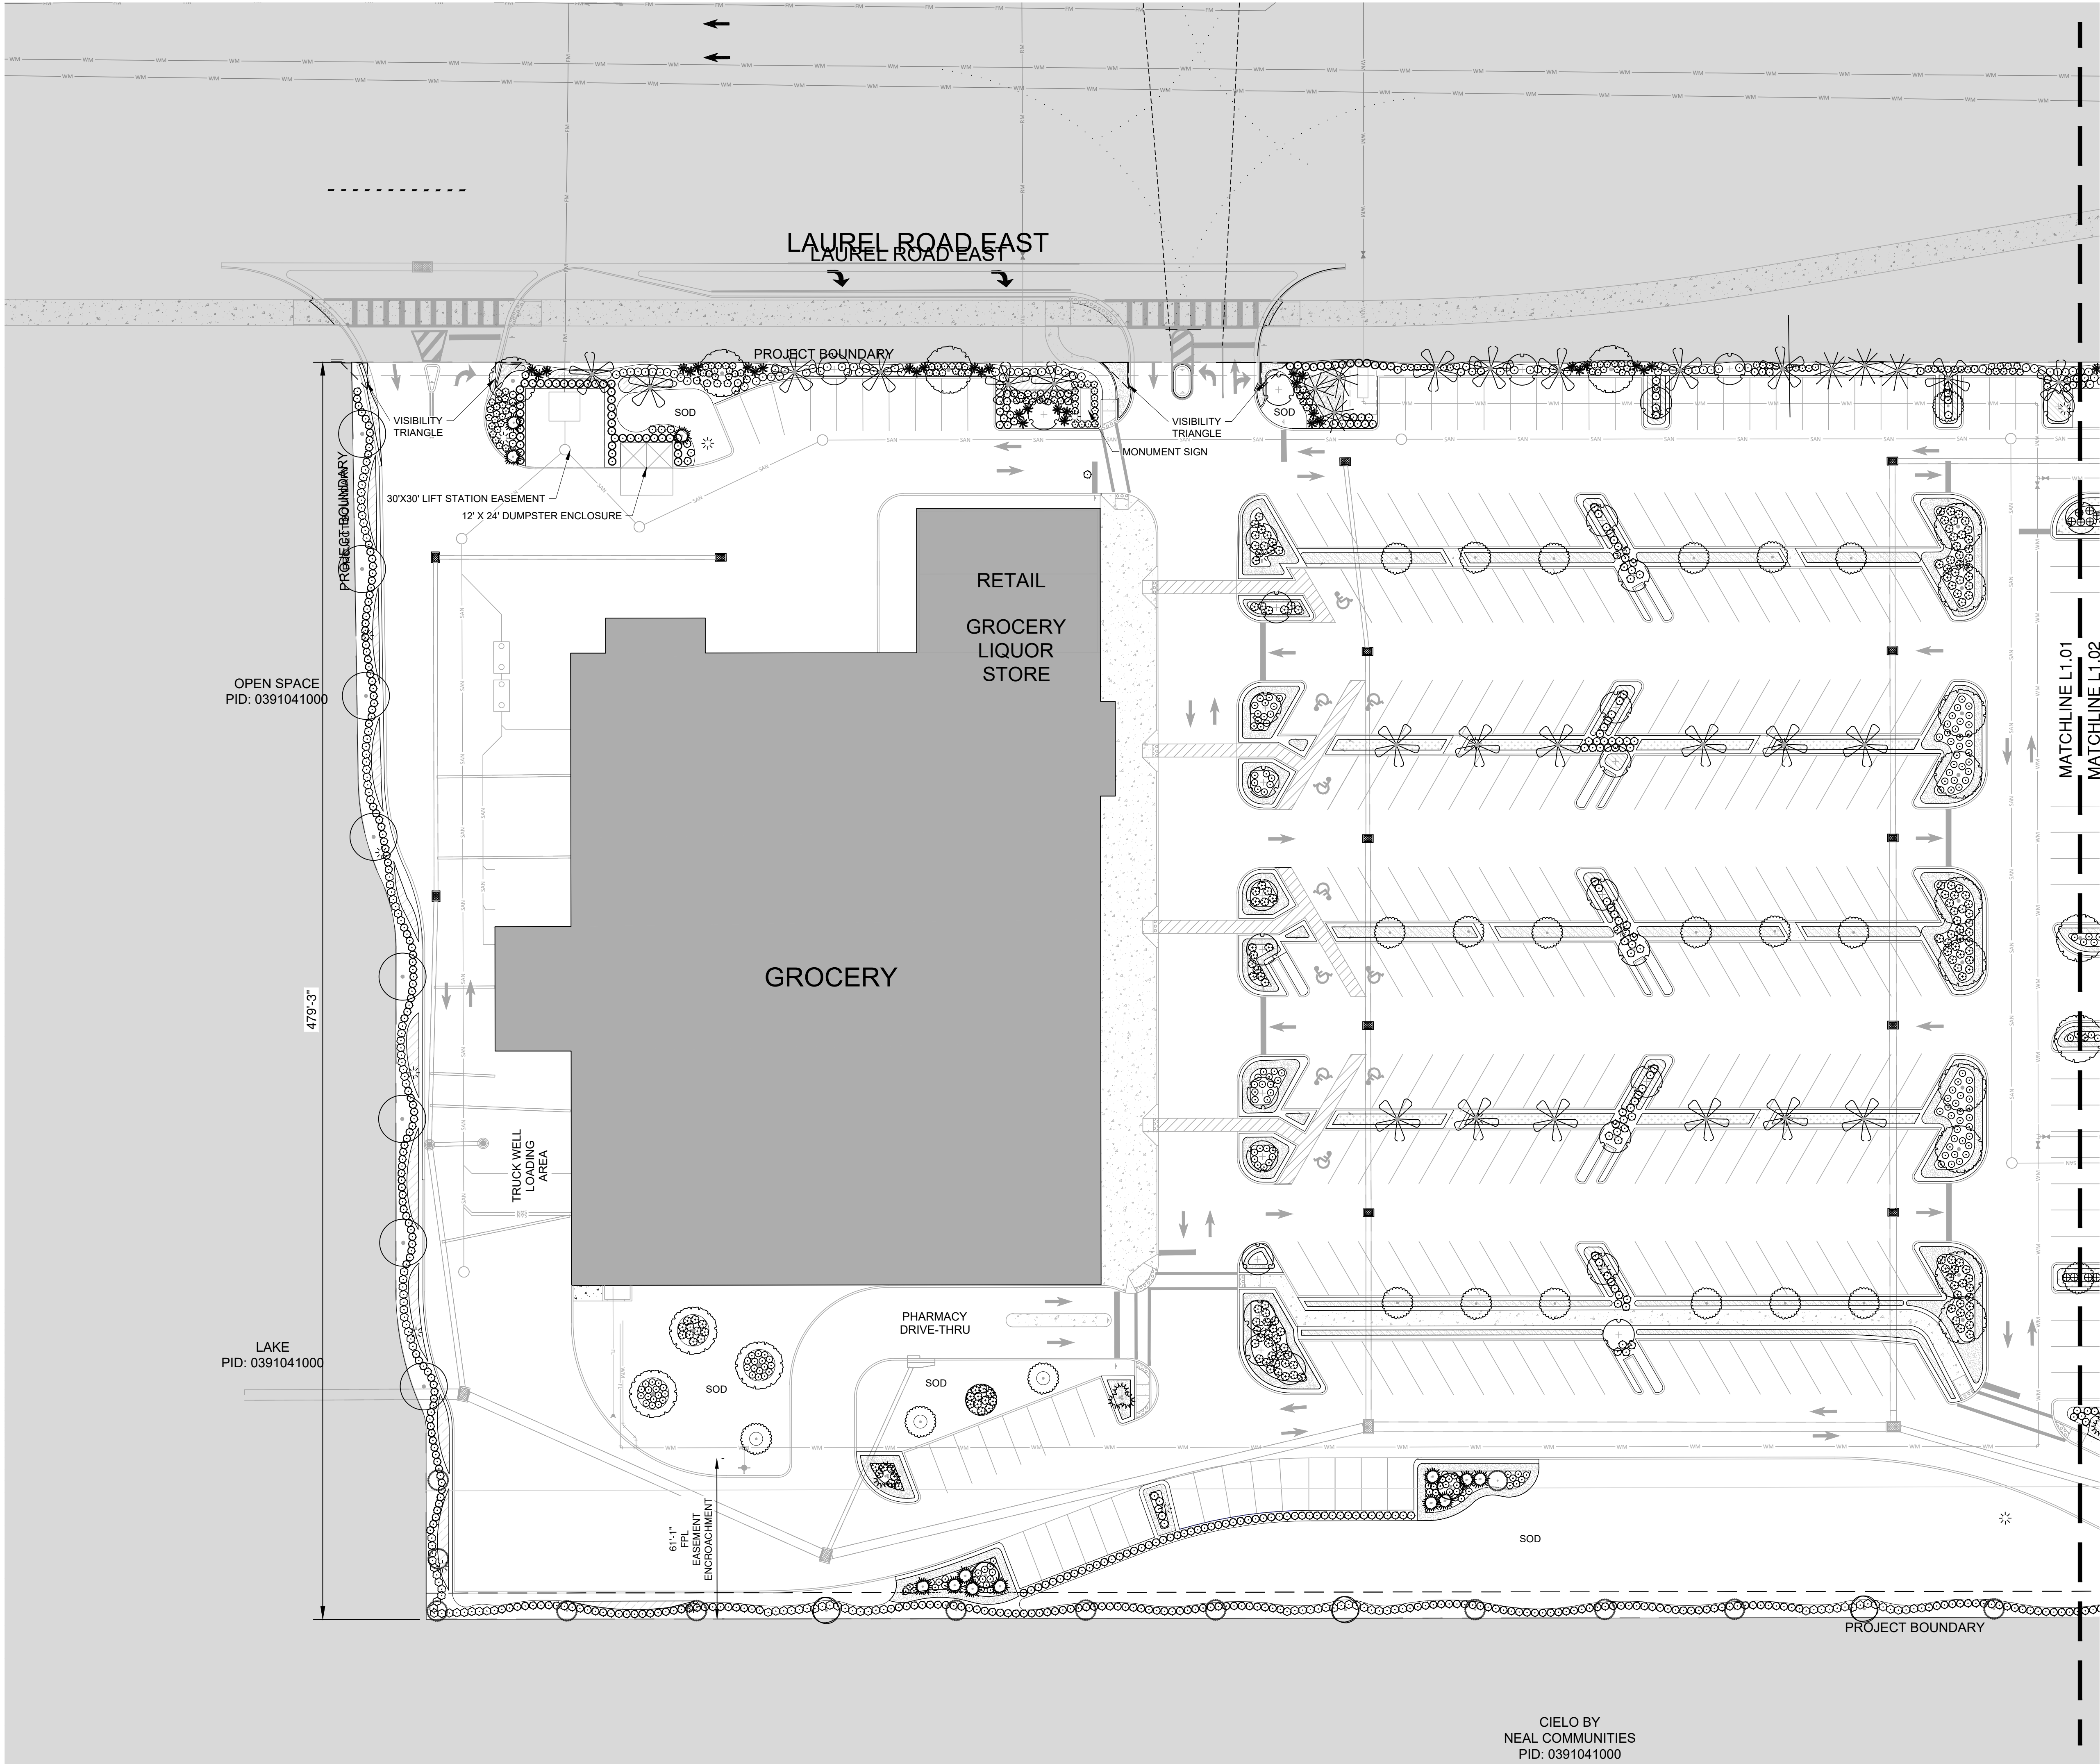 LAUREL ROAD EAST
LAUREL ROAD EAST
PROJECT BOUNDARY
VISIBILITY
TRIANGLE
SOD
VISIBILITY
TRIANGLE
SOD
MONUMENT SIGN
30'X30' LIFT STATION EASEMENT
12' X 24' DUMPSTER ENCLOSURE
PROJECT BOUNDARY
PROJECT BOUNDARY
RETAIL
GROCERY
LIQUOR
STORE
OPEN SPACE
PID: 0391041000
MATCHLINE L1.01
MATCHLINE L1.02
GROCERY
479'-3"
TRUCK WELL
LOADING
AREA
PHARMACY
DRIVE-THRU
LAKE
PID: 0391041000
SOD
SOD
61'-1"
FPL
EASEMENT
ENCROACHMENT
SOD
PROJECT BOUNDARY
CIELO BY
NEAL COMMUNITIES
PID: 0391041000